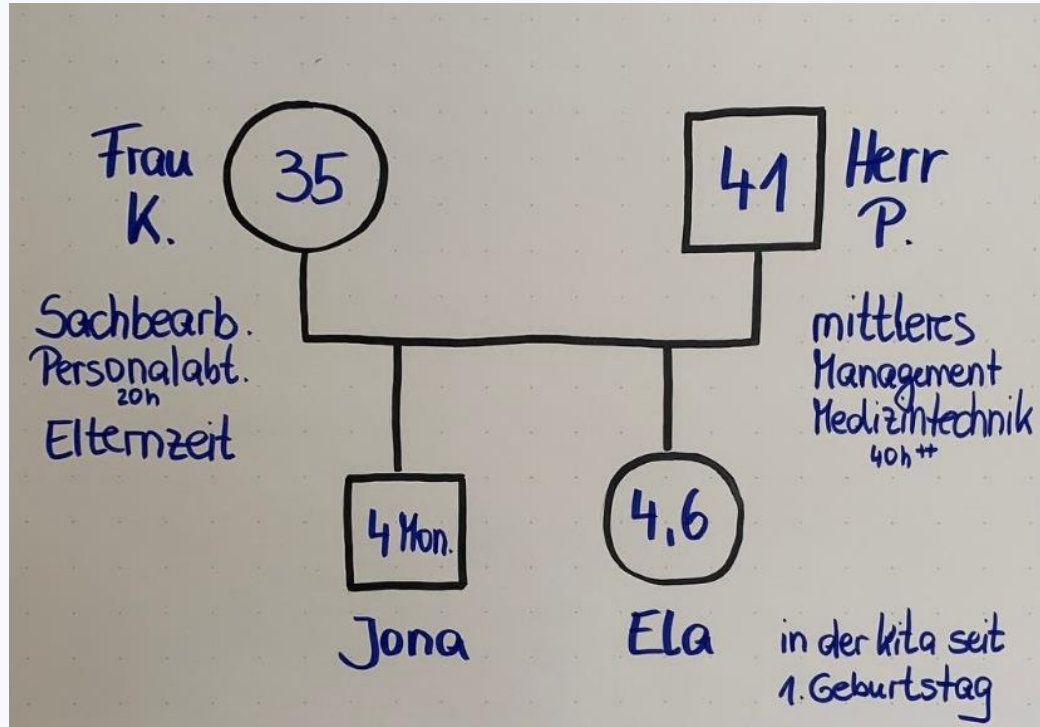 Frau
K.
35
41
Herr
P.
Sachbearb.
Personalabt.
20h
Elternzeit
mittleres
Management
Medizintechnik
40h ++
4 Mon.
4,6
Jona
Ela
in der Kita seit
1. Geburtstag